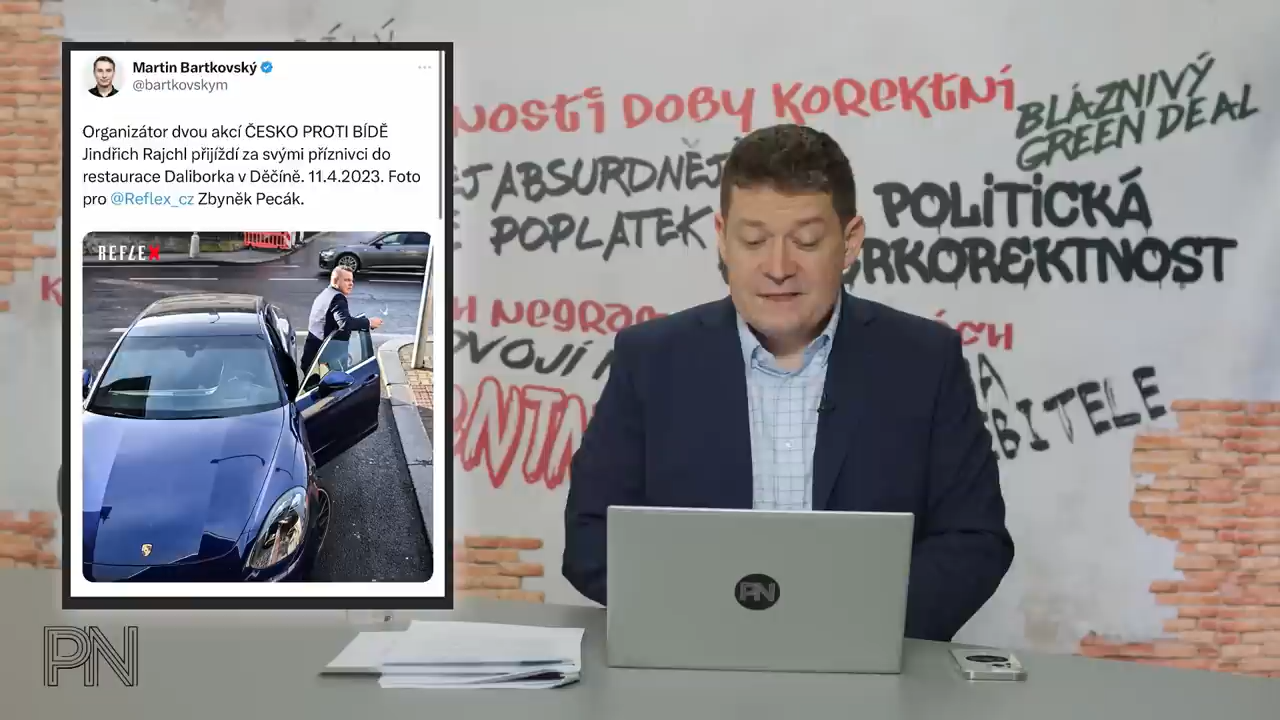 Martin Bartkovský
@bartkovskym
Organizátor dvou akcí ČESKO PROTI BÍDĚ
Jindřich Rajchl přijíždí za svými příznivci do
restaurace Daliborka v Děčíně. 11.4.2023. Foto
pro @Reflex_cz Zbyněk Pecák.
REFLEX
NOSTI DOBY KOREKTNÍ
BLÁZNIVÝ
GREEN DEAL
ABSURDNĚJ
POPLATEK
POLITICKÁ
RKOREKTNOST
PN
PN